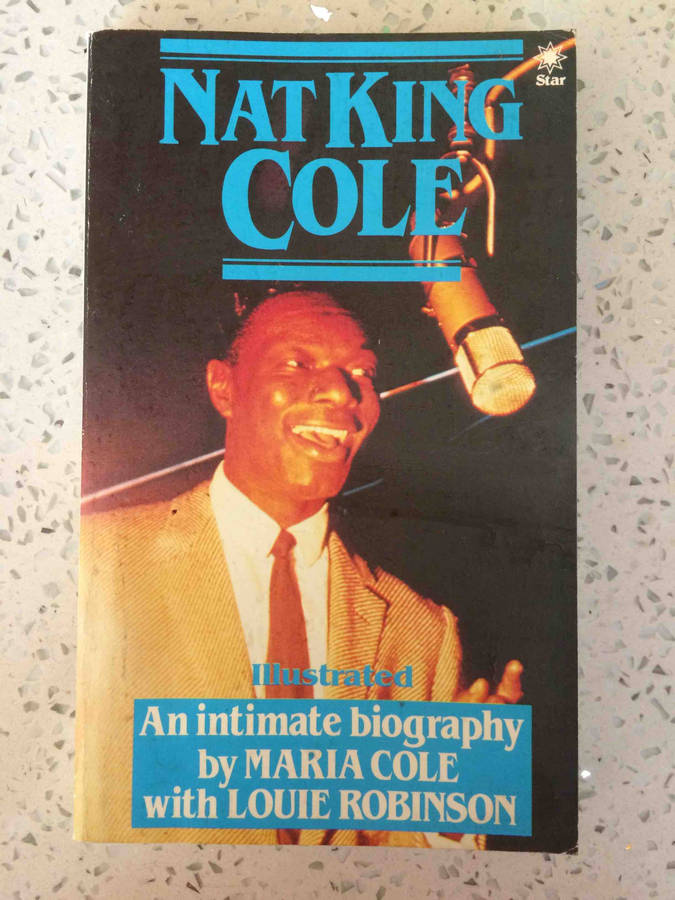 Star
NAT KING
COLE
Illustrated
An intimate biography
by MARIA COLE
with LOUIE ROBINSON